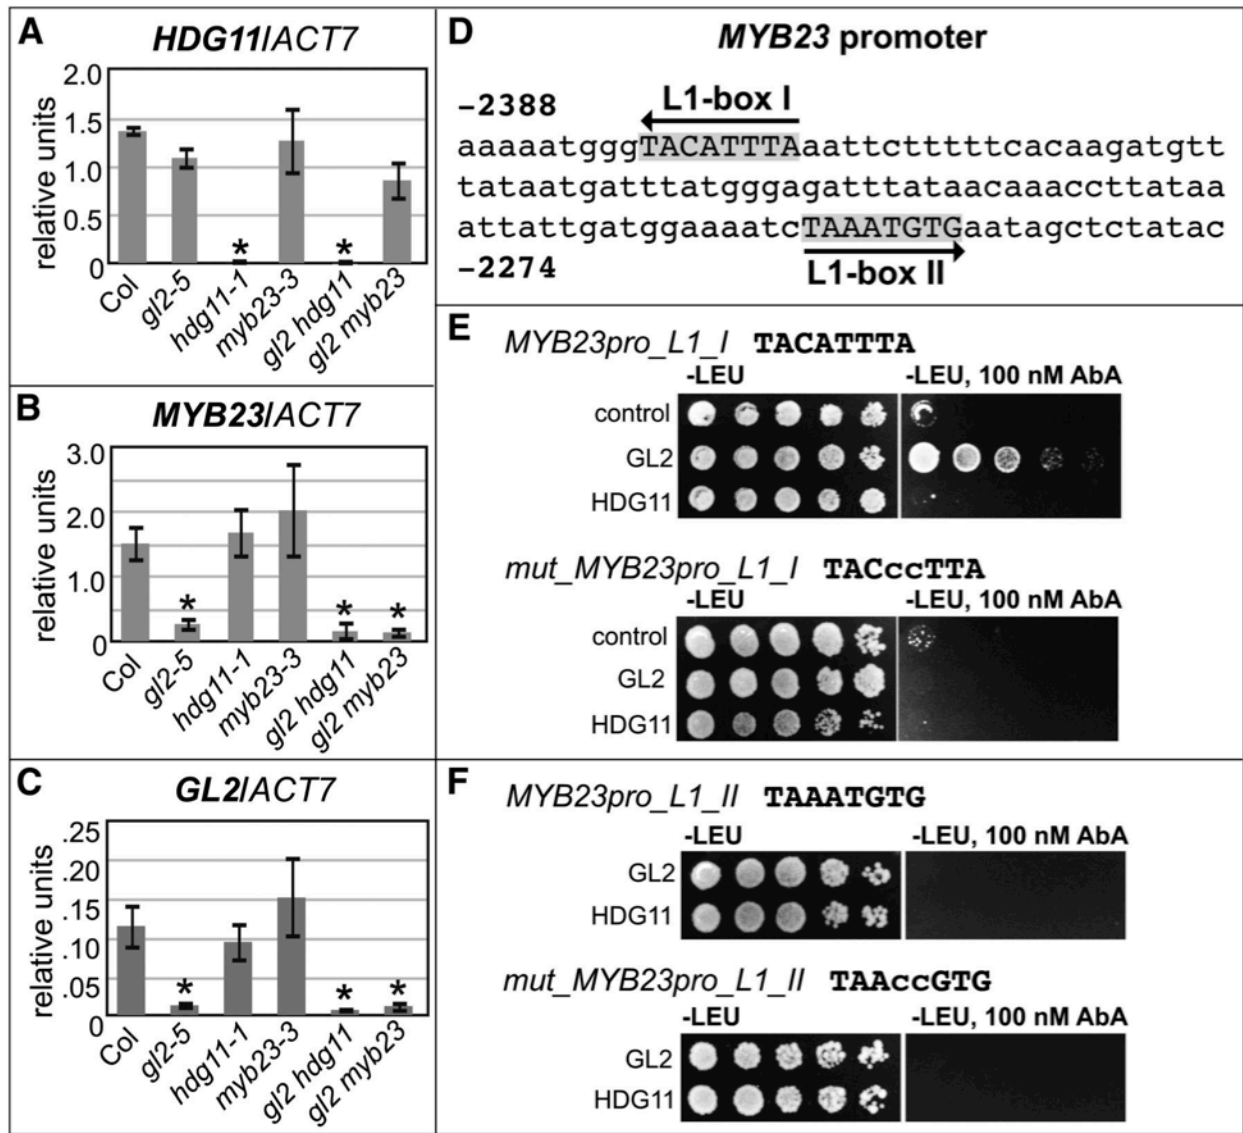 A
HDG11/ACT7
relative units
2.0
1.5
1.0
0.5
0
*
*
Col
gl2-5
hdg11-1
myb23-3
gl2 hdg11
gl2 myb23
B
MYB23/ACT7
relative units
3.0
2.0
1.0
0
*
*
*
Col
gl2-5
hdg11-1
myb23-3
gl2 hdg11
gl2 myb23
C
GL2/ACT7
relative units
.25
.20
.15
.10
.05
0
*
*
*
Col
gl2-5
hdg11-1
myb23-3
gl2 hdg11
gl2 myb23
D
MYB23 promoter
−2388
L1-box I
aaaaatgggTACATTTAaattctttttcacaagatgtt
tataatgatttatgggagatttataacaaaccttataa
attattgatggaaaatcTAAATGTGaatagctctatac
−2274
L1-box II
E
MYB23pro_L1_I TACATTTA
-LEU
-LEU, 100 nM AbA
control
GL2
HDG11
mut_MYB23pro_L1_I TACccTTA
-LEU
-LEU, 100 nM AbA
control
GL2
HDG11
F
MYB23pro_L1_II TAAATGTG
-LEU
-LEU, 100 nM AbA
GL2
HDG11
mut_MYB23pro_L1_II TAAccGTG
-LEU
-LEU, 100 nM AbA
GL2
HDG11